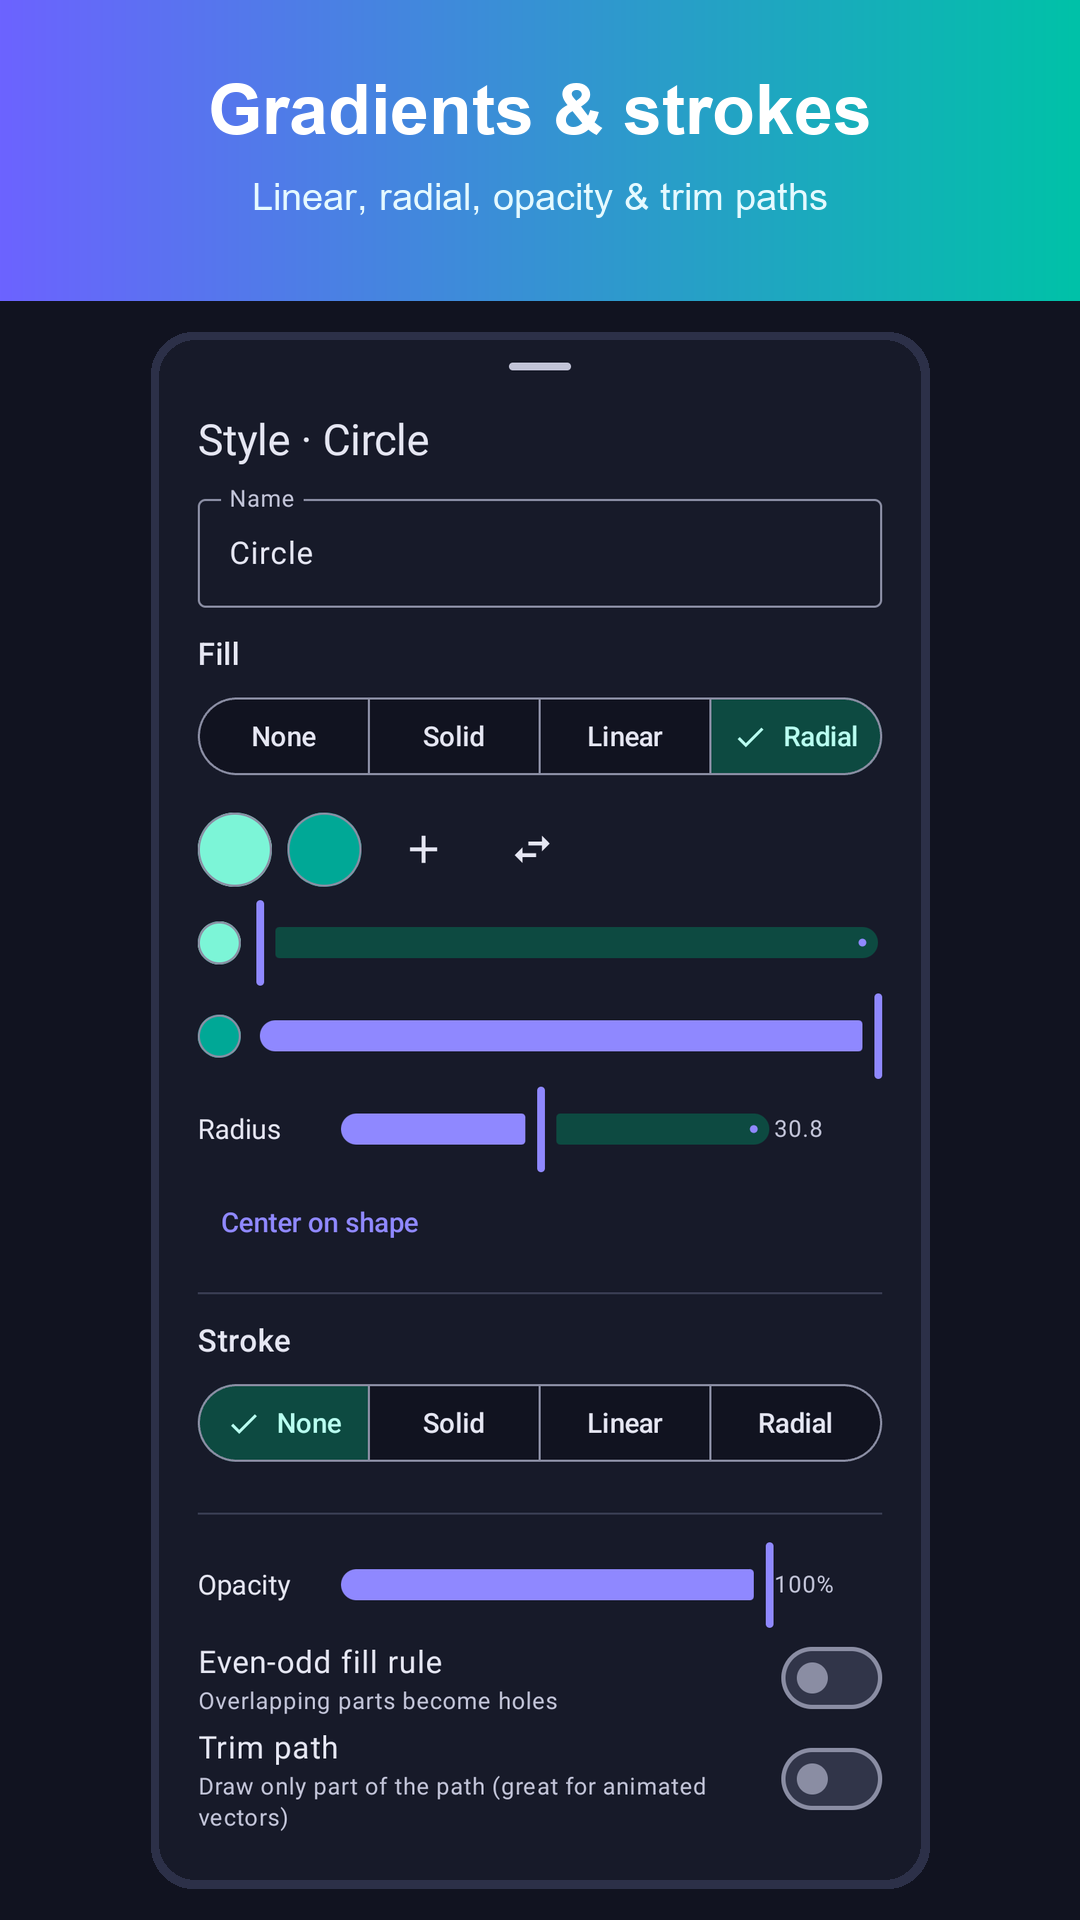 Gradients & strokes
Linear, radial, opacity & trim paths
Style · Circle
Name
Circle
Fill
None
Solid
Linear
Radial
Radius
30.8
Center on shape
Stroke
None
Solid
Linear
Radial
Opacity
100%
Even-odd fill rule
Overlapping parts become holes
Trim path
Draw only part of the path (great for animated
vectors)